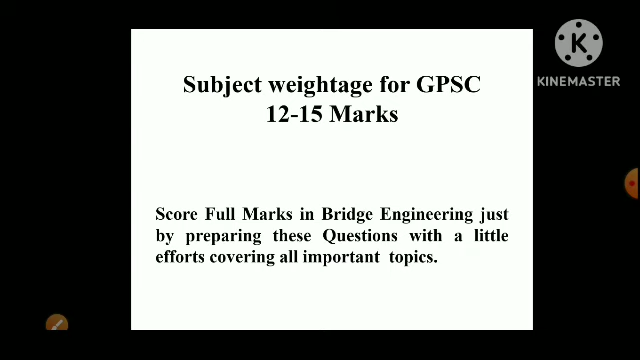 Subject weightage for GPSC
12-15 Marks
Score Full Marks in Bridge Engineering just
by preparing these Questions with a little
efforts covering all important topics.
K
KINEMASTER